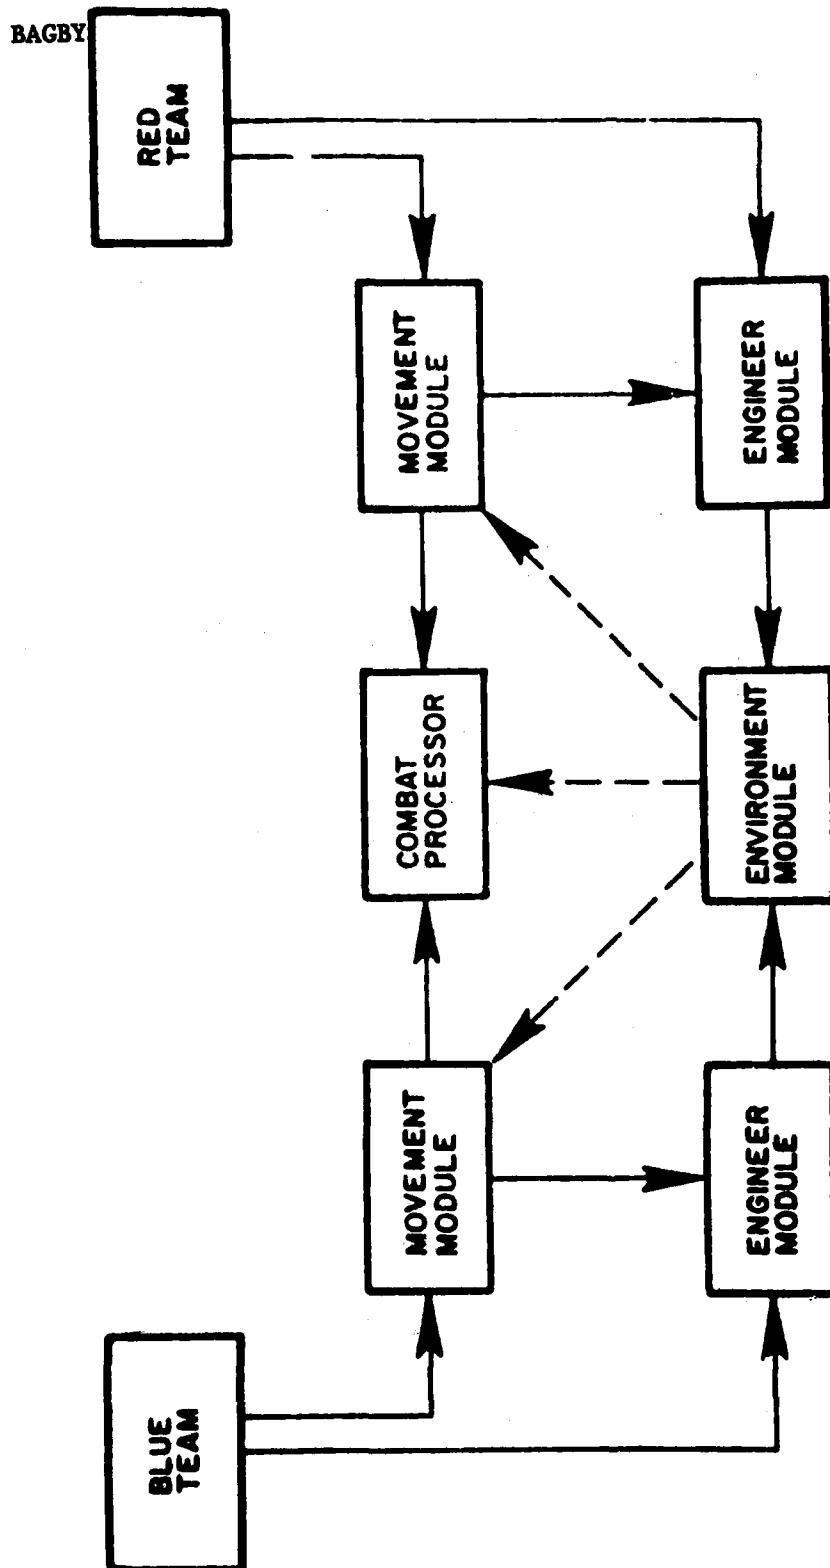 BAGBY
BLUE
TEAM
RED
TEAM
MOVEMENT
MODULE
COMBAT
PROCESSOR
MOVEMENT
MODULE
ENGINEER
MODULE
ENVIRONMENT
MODULE
ENGINEER
MODULE